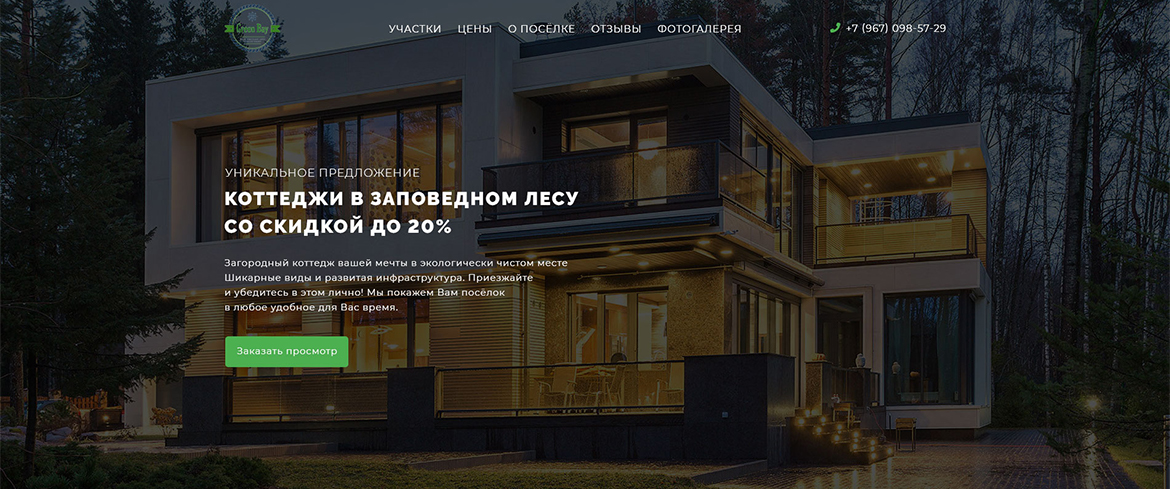 Green Bay
УЧАСТКИ ЦЕНЫ О ПОСЁЛКЕ ОТЗЫВЫ ФОТОГАЛЕРЕЯ
+7 (967) 098-57-29
УНИКАЛЬНОЕ ПРЕДЛОЖЕНИЕ
КОТТЕДЖИ В ЗАПОВЕДНОМ ЛЕСУ
СО СКИДКОЙ ДО 20%
Загородный коттедж вашей мечты в экологически чистом месте
Шикарные виды и развитая инфраструктура. Приезжайте
и убедитесь в этом лично! Мы покажем Вам посёлок
в любое удобное для Вас время.
Заказать просмотр